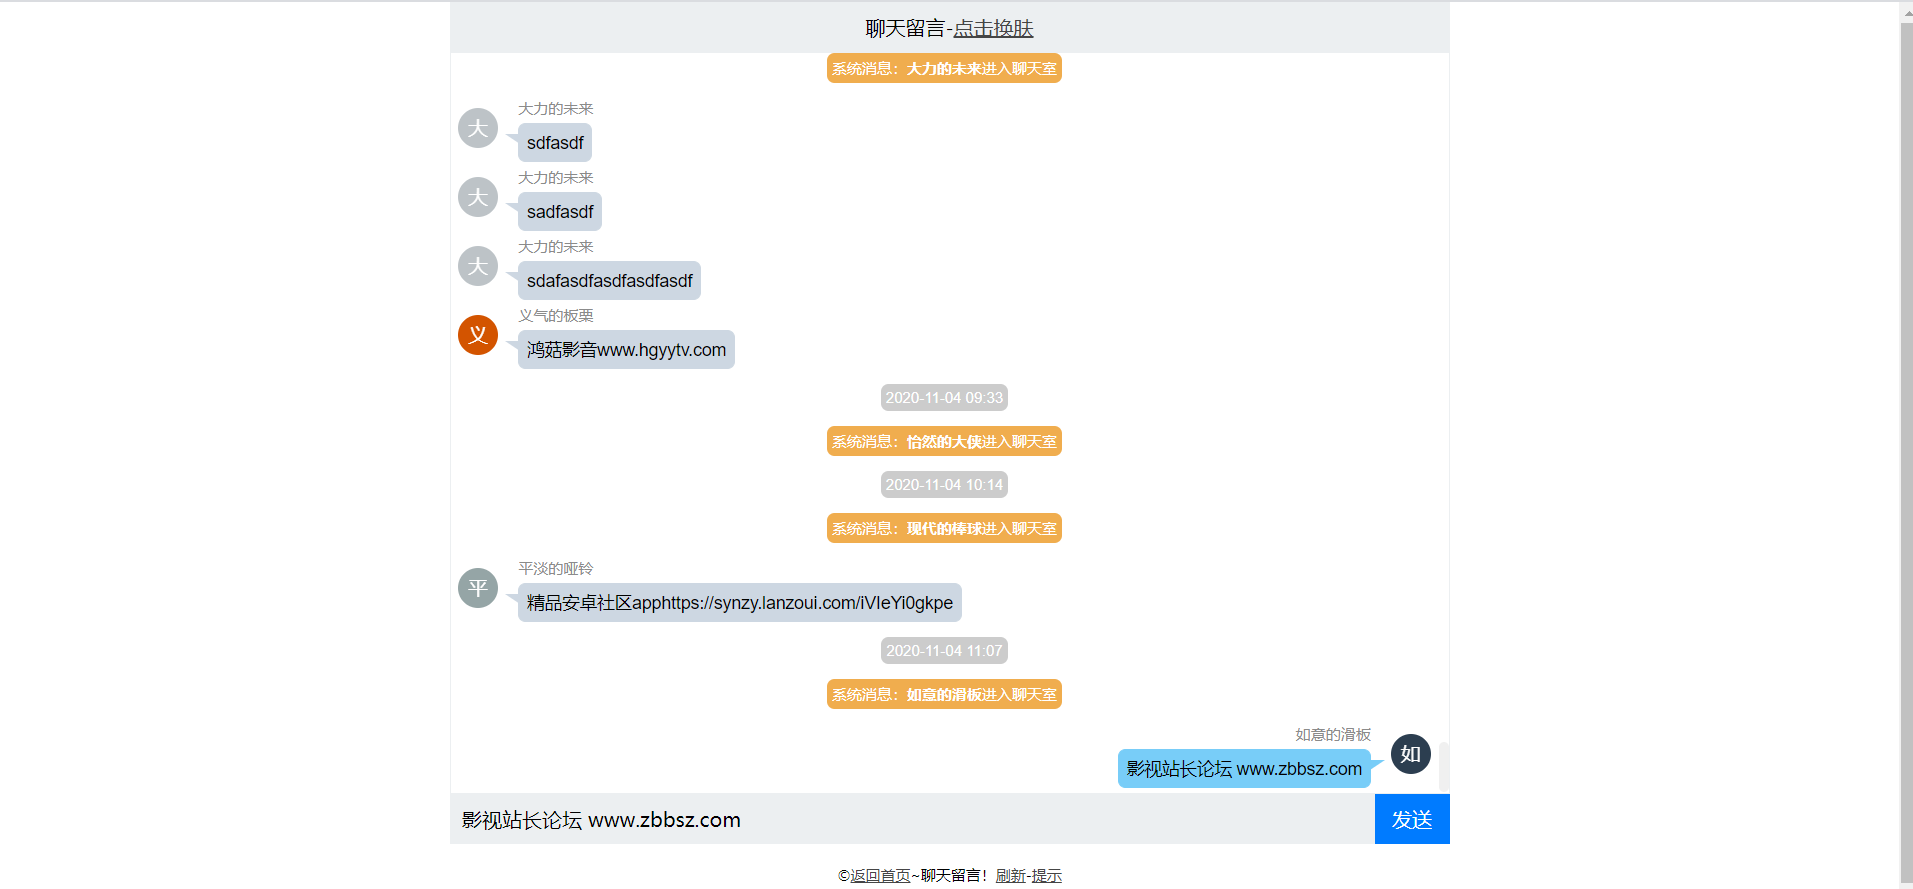 聊天留言-点击换肤
系统消息：大力的未来进入聊天室
大力的未来
大
sdfasdf
大力的未来
大
sadfasdf
大力的未来
大
sdafasdfasdfasdfasdf
义气的板栗
义
鸿菇影音www.hgyytv.com
2020-11-04 09:33
系统消息：怡然的大侠进入聊天室
2020-11-04 10:14
系统消息：现代的棒球进入聊天室
平淡的哑铃
平
精品安卓社区apphttps://synzy.lanzoui.com/iVIeYi0gkpe
2020-11-04 11:07
系统消息：如意的滑板进入聊天室
如意的滑板
如
影视站长论坛 www.zbbsz.com
影视站长论坛 www.zbbsz.com
发送
©返回首页~聊天留言！刷新-提示